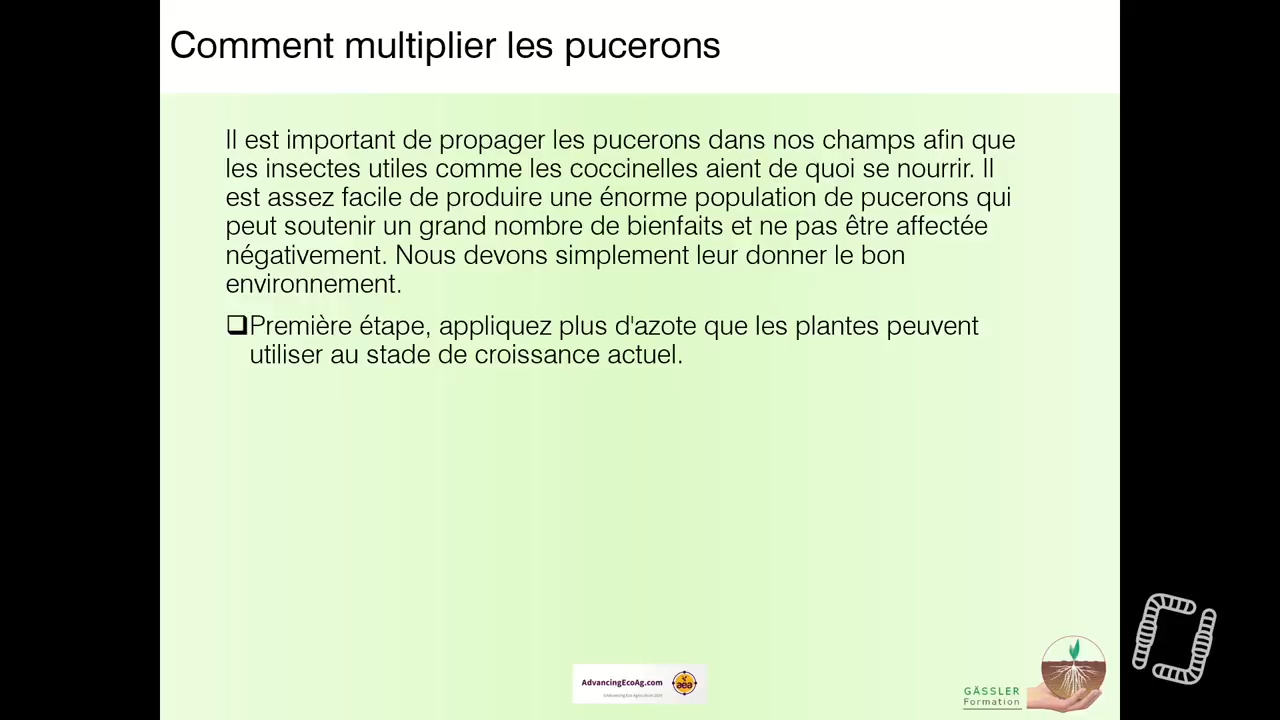 Comment multiplier les pucerons
Il est important de propager les pucerons dans nos champs afin que
les insectes utiles comme les coccinelles aient de quoi se nourrir. Il
est assez facile de produire une énorme population de pucerons qui
peut soutenir un grand nombre de bienfaits et ne pas être affectée
négativement. Nous devons simplement leur donner le bon
environnement.
❑Première étape, appliquez plus d'azote que les plantes peuvent
utiliser au stade de croissance actuel.
AdvancingEcoAg.com
aea
GÄSSLER
Formation